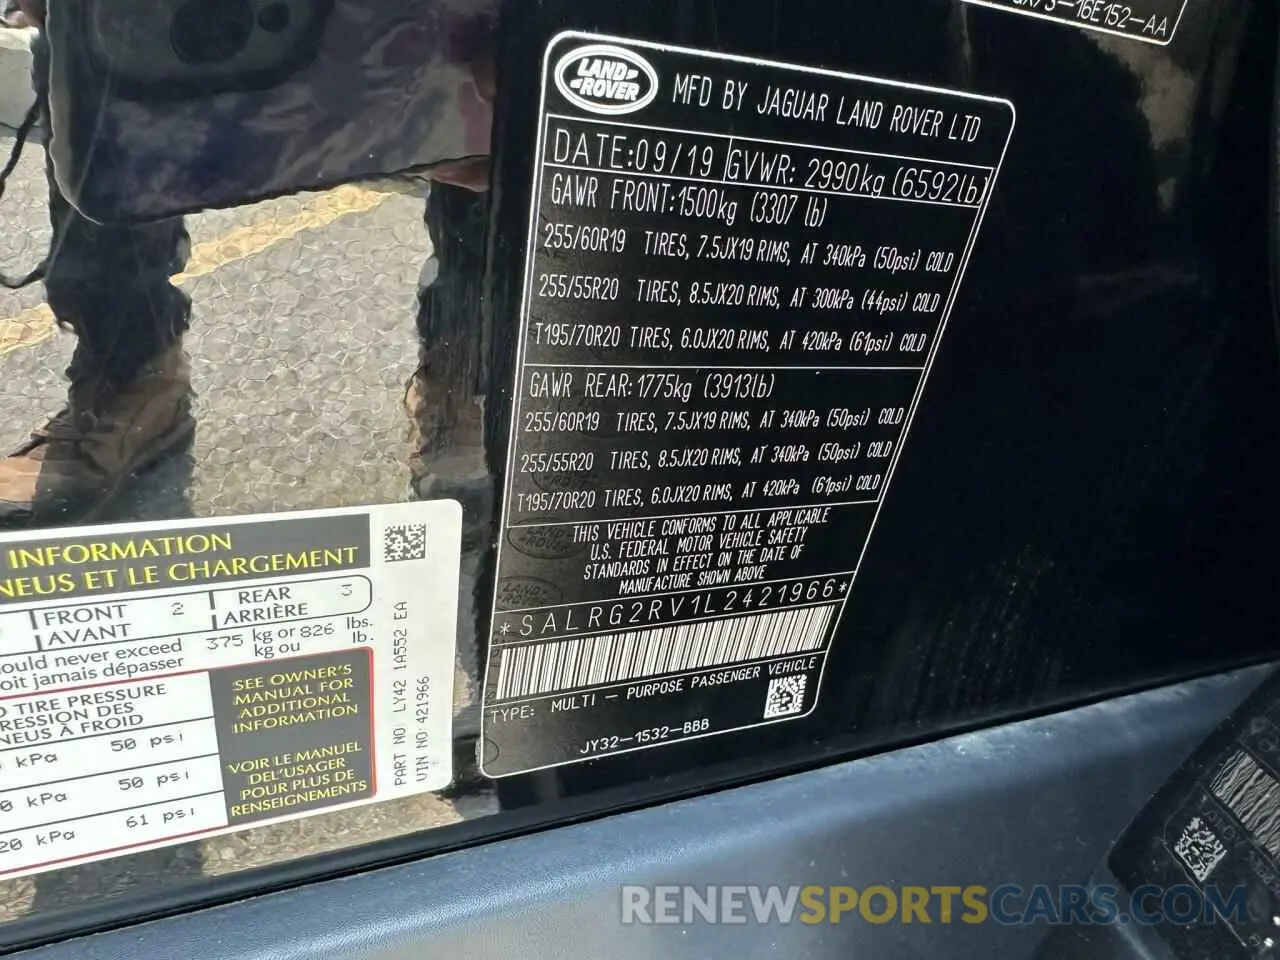 GX73-16E152-AA
LAND ROVER
MFD BY JAGUAR LAND ROVER LTD
DATE:09/19 GVWR: 2990kg (6592lb)
GAWR FRONT:1500kg (3307 lb)
255/60R19 TIRES, 7.5JX19 RIMS, AT 340kPa (50psi) COLD
255/55R20 TIRES, 8.5JX20 RIMS, AT 300kPa (44psi) COLD
T195/70R20 TIRES, 6.0JX20 RIMS, AT 420kPa (61psi) COLD
GAWR REAR:1775kg (3913lb)
255/60R19 TIRES, 7.5JX19 RIMS, AT 340kPa (50psi) COLD
255/55R20 TIRES, 8.5JX20 RIMS, AT 340kPa (50psi) COLD
T195/70R20 TIRES, 6.0JX20 RIMS, AT 420kPa (61psi) COLD
THIS VEHICLE CONFORMS TO ALL APPLICABLE
U.S. FEDERAL MOTOR VEHICLE SAFETY
STANDARDS IN EFFECT ON THE DATE OF
MANUFACTURE SHOWN ABOVE
*SALRG2RV1L2421966*
TYPE: MULTI - PURPOSE PASSENGER VEHICLE
JY32-1532-BBB
INFORMATION
NEUS ET LE CHARGEMENT
FRONT 2 REAR 3
AVANT ARRIÈRE
ould never exceed 375 kg or 826 lbs.
oit jamais dépasser kg ou lb.
TIRE PRESSURE
RESSION DES
NEUS À FROID
kPa 50 psi
0 kPa 50 psi
20 kPa 61 psi
SEE OWNER'S
MANUAL FOR
ADDITIONAL
INFORMATION
VOIR LE MANUEL
DEL'USAGER
POUR PLUS DE
RENSEIGNEMENTS
PART NO: LY42 1A552 EA
VIN NO: 421966
RENEWSPORTSCARS.COM